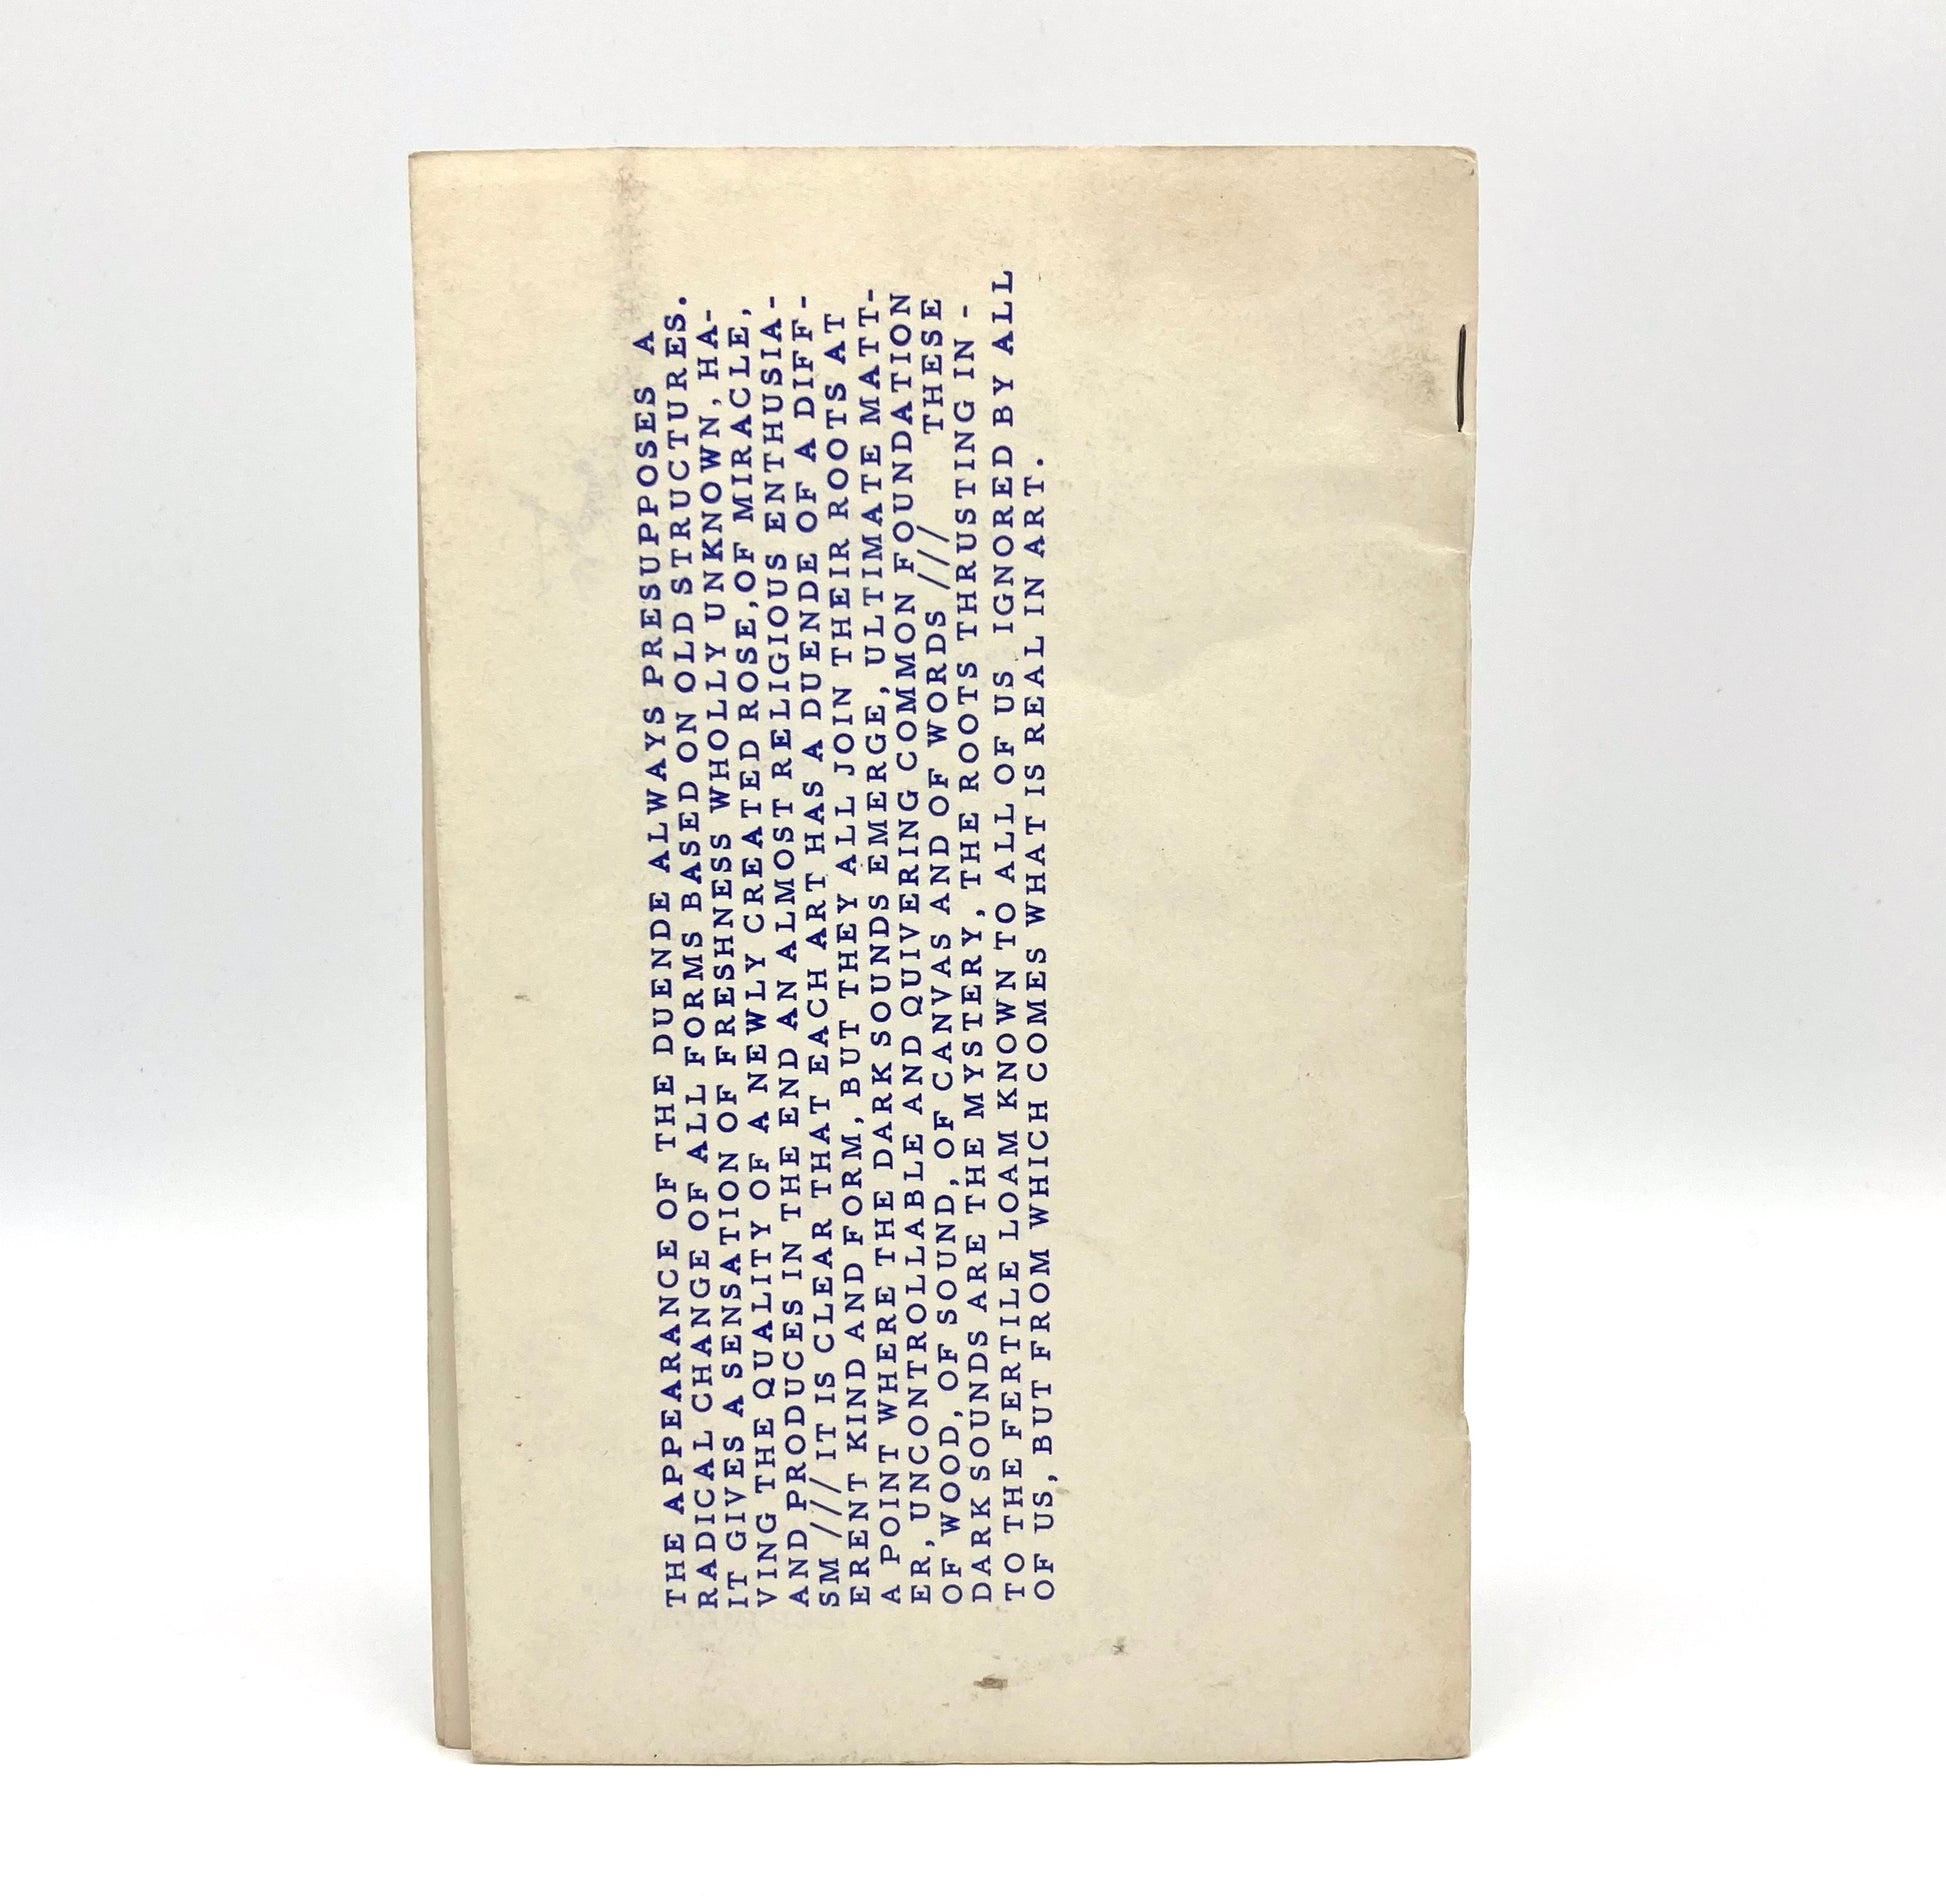 THE APPEARANCE OF THE DUENDE ALWAYS PRESUPPOSES A
RADICAL CHANGE OF ALL FORMS BASED ON OLD STRUCTURES.
IT GIVES A SENSATION OF FRESHNESS WHOLLY UNKNOWN, HA-
VING THE QUALITY OF A NEWLY CREATED ROSE, OF MIRACLE,
AND PRODUCES IN THE END AN ALMOST RELIGIOUS ENTHUSIA-
SM /// IT IS CLEAR THAT EACH ART HAS A DUENDE OF A DIFF-
ERENT KIND AND FORM, BUT THEY ALL JOIN THEIR ROOTS AT
A POINT WHERE THE DARK SOUNDS EMERGE, ULTIMATE MATT-
ER, UNCONTROLLABLE AND QUIVERING COMMON FOUNDATION
OF WOOD, OF SOUND, OF CANVAS AND OF WORDS /// THESE
DARK SOUNDS ARE THE MYSTERY, THE ROOTS THRUSTING IN -
TO THE FERTILE LOAM KNOWN TO ALL OF US IGNORED BY ALL
OF US, BUT FROM WHICH COMES WHAT IS REAL IN ART.